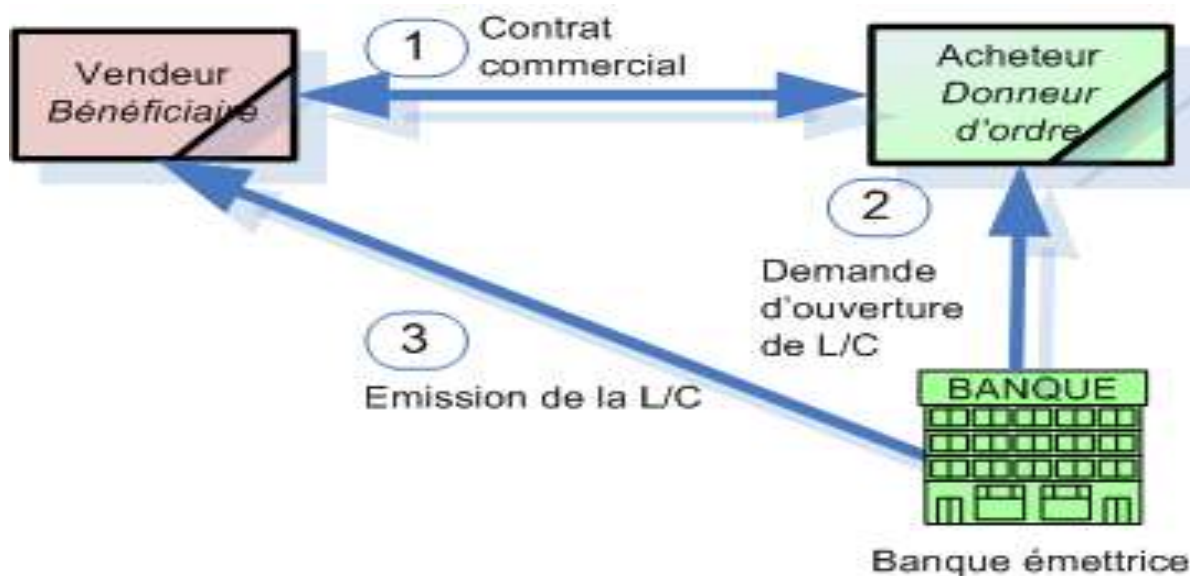 1
Contrat
commercial
Vendeur
Bénéficiaire
Acheteur
Donneur
d'ordre
2
Demande
d'ouverture
de L/C
3
Emission de la L/C
BANQUE
Banque émettrice